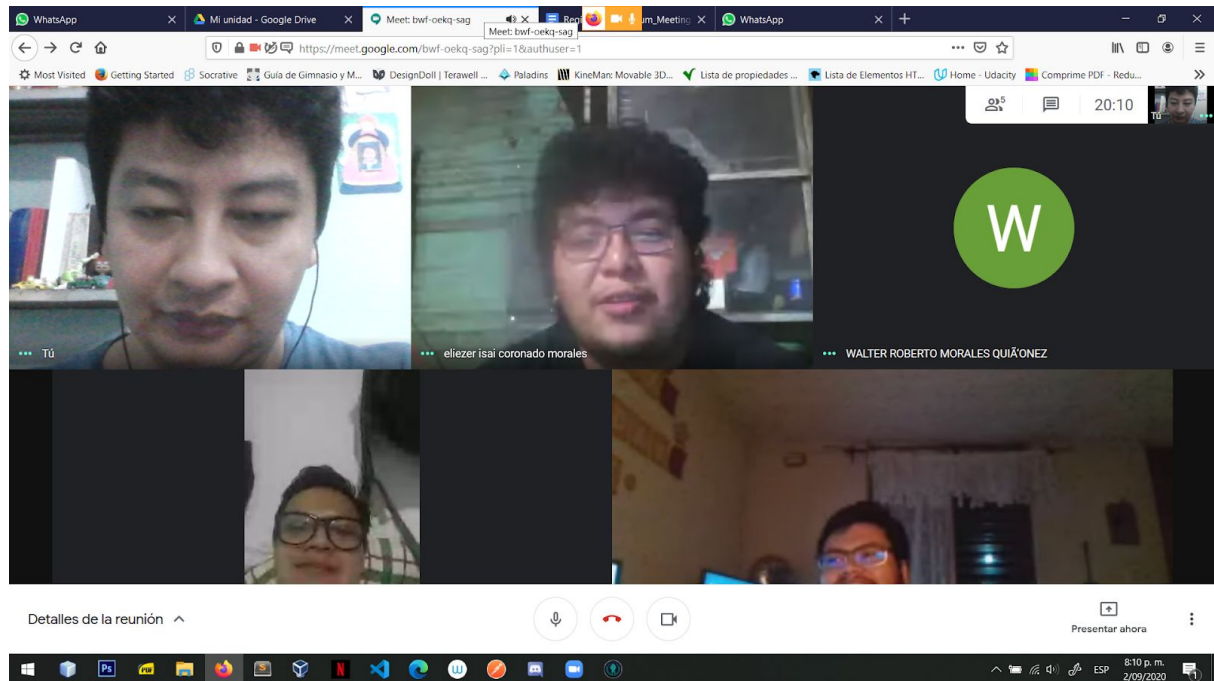 WhatsApp
Mi unidad - Google Drive
Meet: bwf-oekq-sag
um_Meeting
WhatsApp
Meet: bwf-oekq-sag
https://meet.google.com/bwf-oekq-sag?pli=1&authuser=1
Most Visited
Getting Started
Socrative
Guía de Gimnasio y M...
DesignDoll | Terawell ...
Paladins
KineMan: Movable 3D...
Lista de propiedades ...
Lista de Elementos HT...
Home - Udacity
Comprime PDF - Redu...
5
20:10
Tú
W
Tú
eliezer isai coronado morales
WALTER ROBERTO MORALES QUIÃ'ONEZ
Detalles de la reunión
Presentar ahora
Ps
PDF
S
N
W
ESP
8:10 p. m.
2/09/2020
1